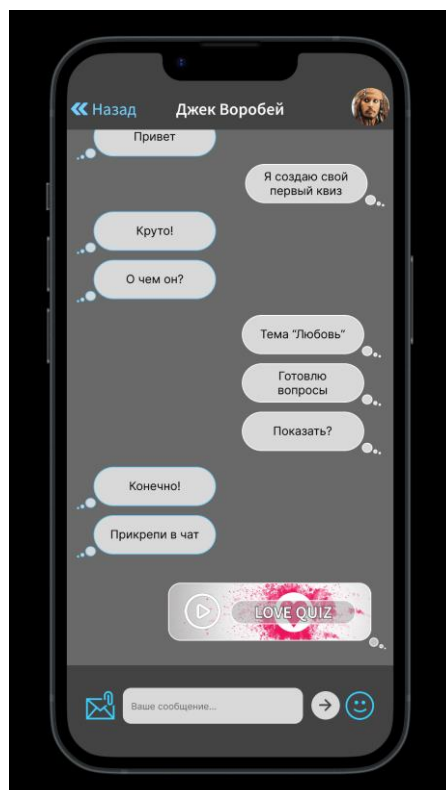 Назад
Джек Воробей
Привет
Я создаю свой
первый квиз
Круто!
О чем он?
Тема “Любовь”
Готовлю
вопросы
Показать?
Конечно!
Прикрепи в чат
LOVE QUIZ
Ваше сообщение...